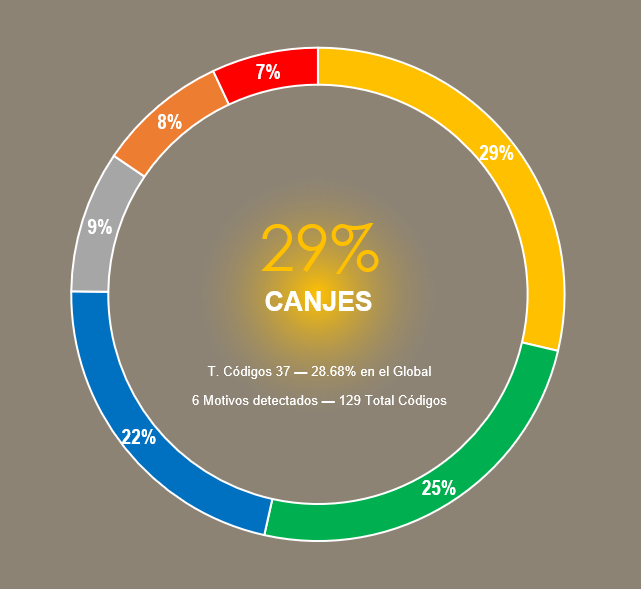 7%
8%
29%
9%
29%
CANJES
T. Códigos 37 — 28.68% en el Global
6 Motivos detectados — 129 Total Códigos
22%
25%